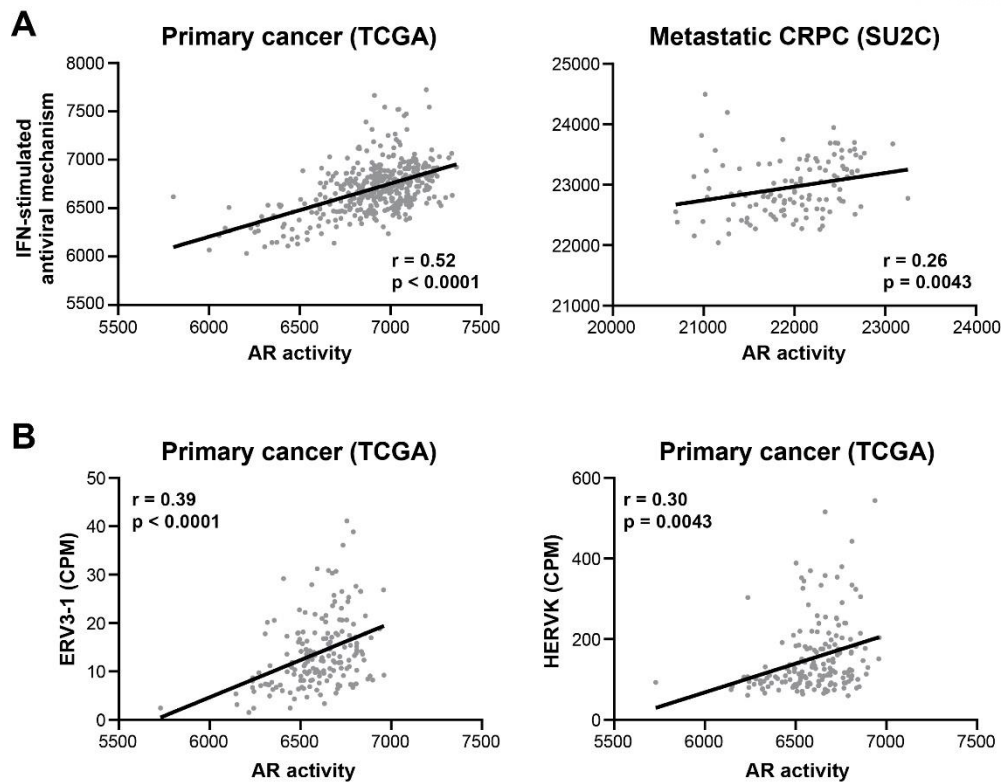 A
Primary cancer (TCGA)
IFN-stimulated
antiviral mechanism
8000
7500
7000
6500
6000
5500
5500 6000 6500 7000 7500
AR activity
r = 0.52
p < 0.0001
Metastatic CRPC (SU2C)
25000
24000
23000
22000
21000
20000 21000 22000 23000 24000
AR activity
r = 0.26
p = 0.0043
B
Primary cancer (TCGA)
ERV3-1 (CPM)
50
40
30
20
10
0
5500 6000 6500 7000 7500
AR activity
r = 0.39
p < 0.0001
Primary cancer (TCGA)
HERVK (CPM)
600
400
200
0
5500 6000 6500 7000 7500
AR activity
r = 0.30
p = 0.0043